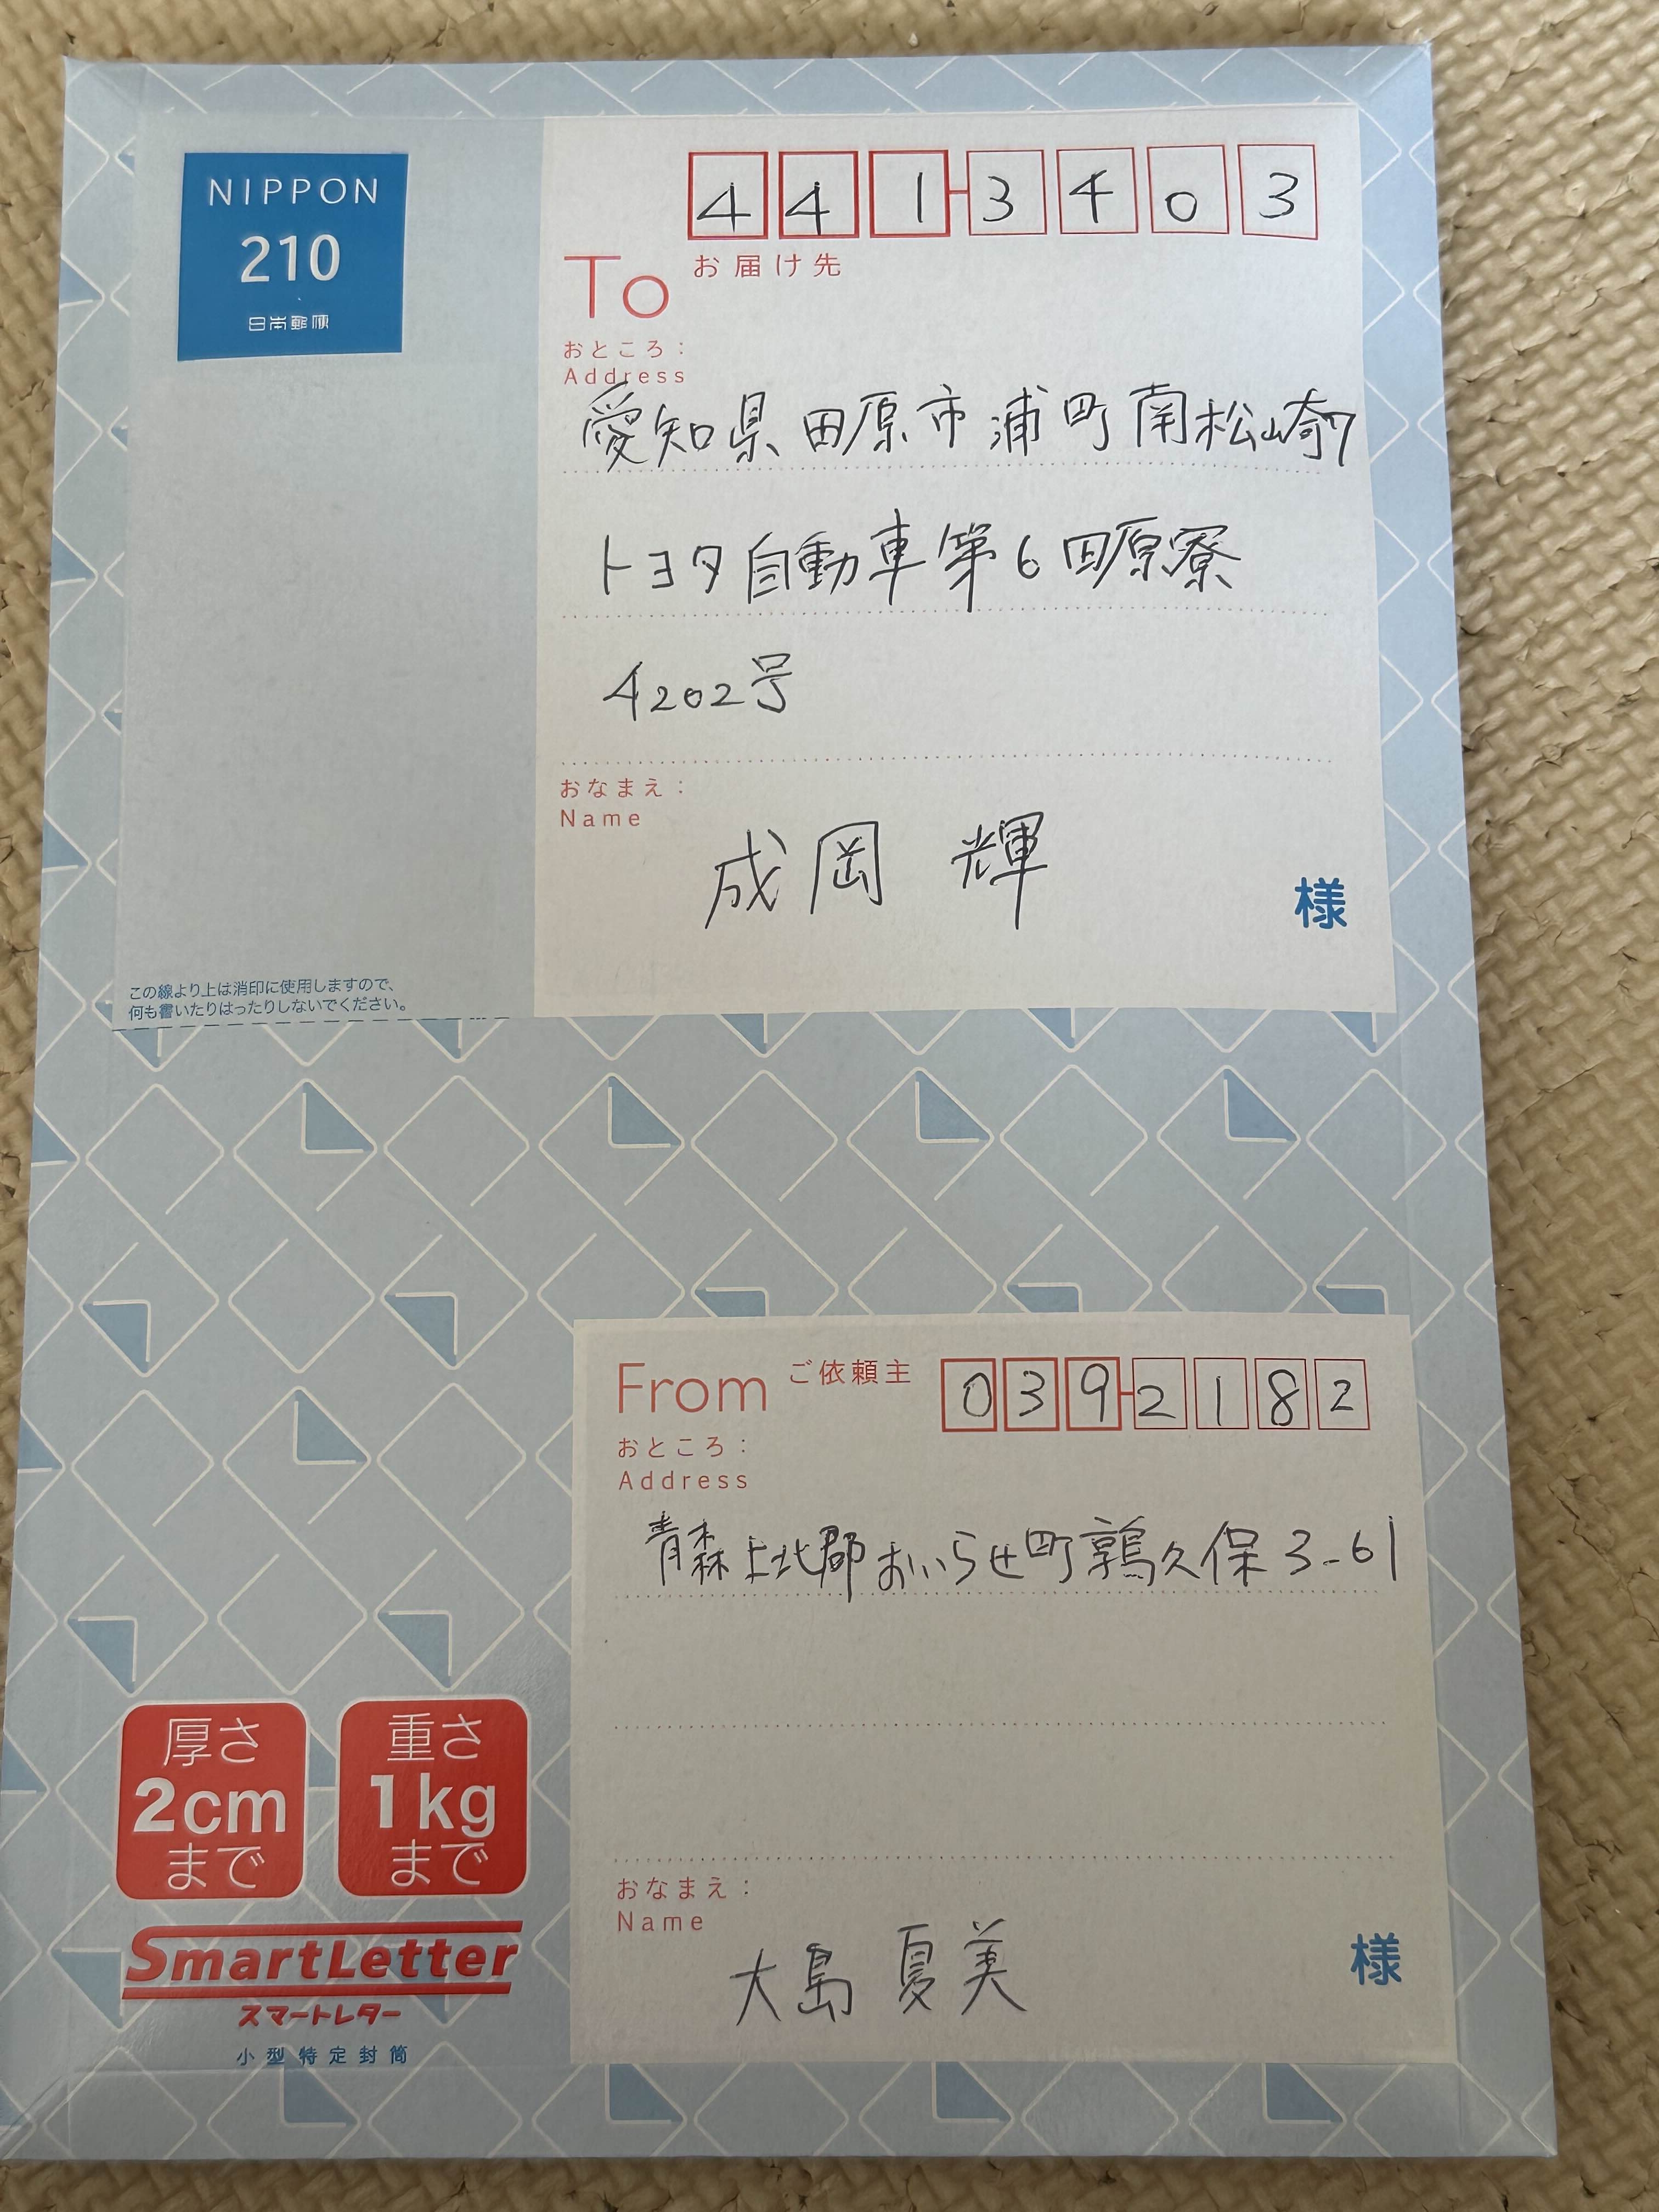 NIPPON
210
日本郵便
441-3403
To お届け先
おところ:
Address
愛知県田原市浦町南松崎7
トヨタ自動車第6田原寮
4202号
おなまえ:
Name
成岡 輝
様
この線より上は消印に使用しますので、
何も書いたりはったりしないでください。
From ご依頼主 039-2182
おところ:
Address
青森上北郡おいらせ町鶉久保3-61
厚さ
2cm
まで
重さ
1kg
まで
おなまえ:
Name
大島 夏美
様
SmartLetter
スマートレター
小型特定封筒